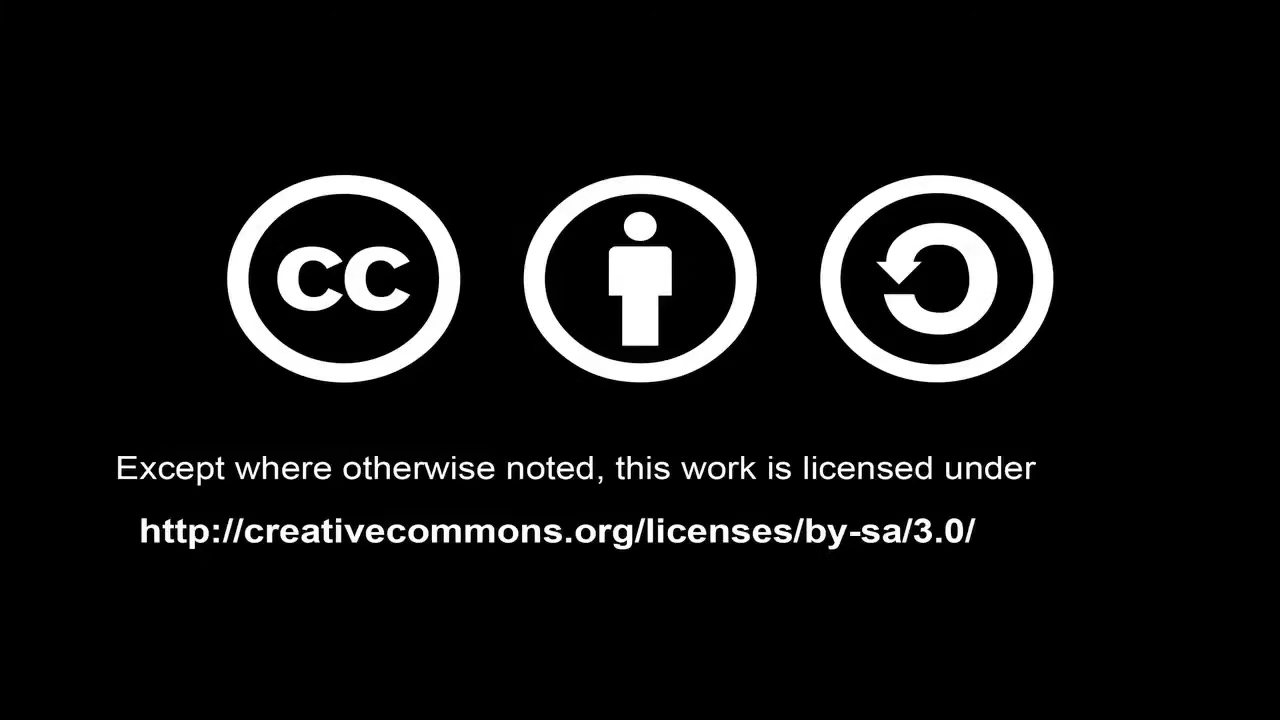 cc
Except where otherwise noted, this work is licensed under
http://creativecommons.org/licenses/by-sa/3.0/